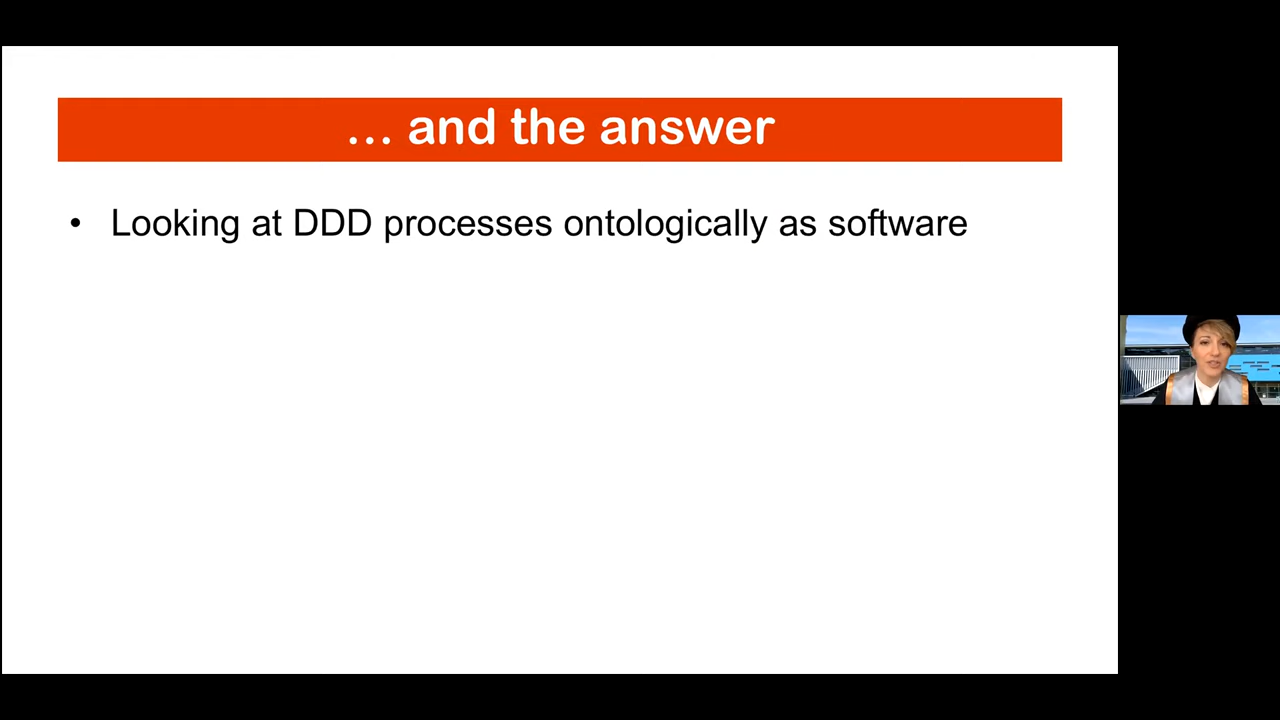 ... and the answer
• Looking at DDD processes ontologically as software